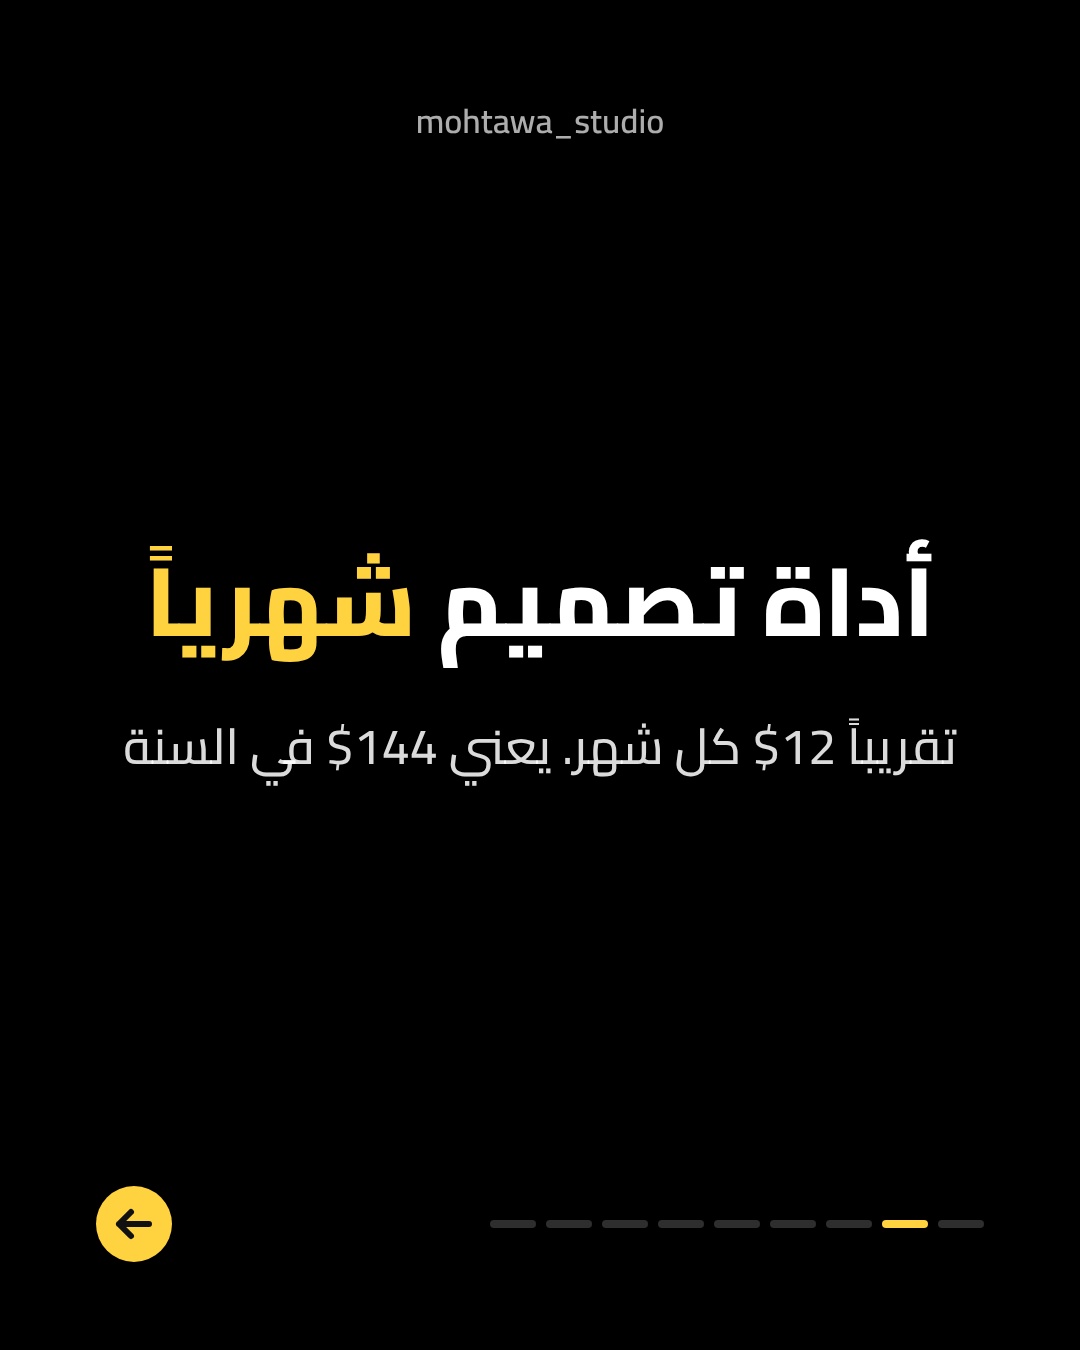 mohtawa_studio
أداة تصميم شهرياً
تقريباً 12$ كل شهر. يعني 144$ في السنة